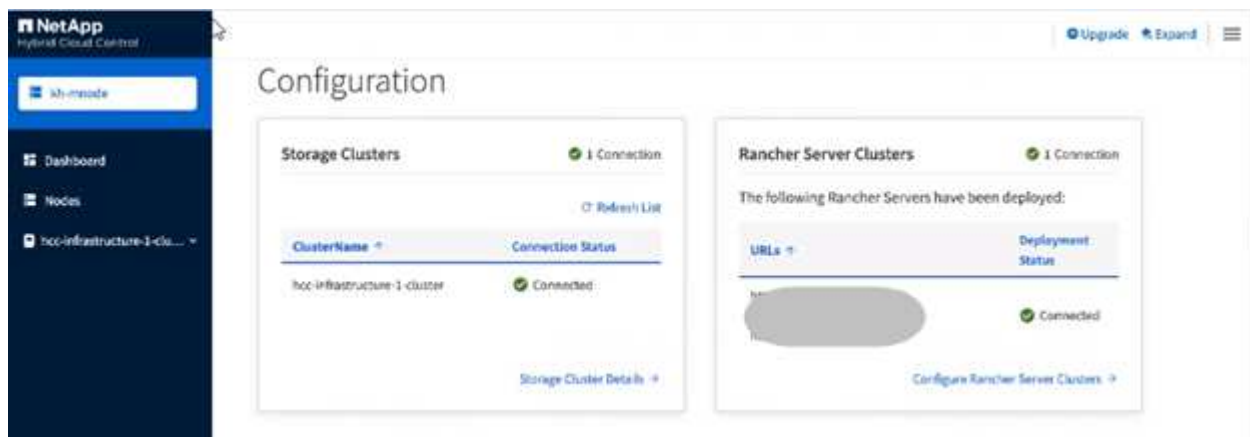 NetApp
Hybrid Cloud Control
Upgrade Expand
kh-mnode
Configuration
Dashboard
Nodes
hcc-infrastructure-1-clu...
Storage Clusters
1 Connection
Refresh List
ClusterName
Connection Status
hcc-infrastructure-1-cluster
Connected
Storage Cluster Details
Rancher Server Clusters
1 Connection
The following Rancher Servers have been deployed:
URLs
Deployment
Status
Connected
Configure Rancher Server Clusters